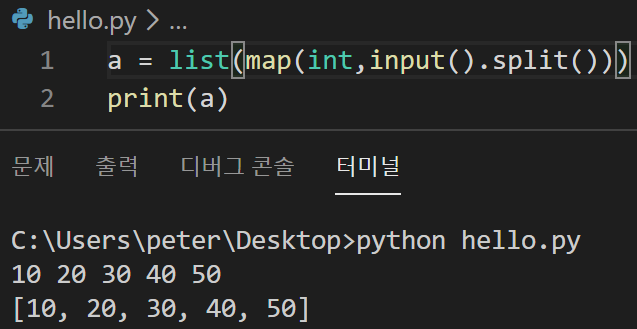 hello.py > ...
1 a = list(map(int,input().split()))
2 print(a)
문제 출력 디버그 콘솔 터미널
C:\Users\peter\Desktop>python hello.py
10 20 30 40 50
[10, 20, 30, 40, 50]